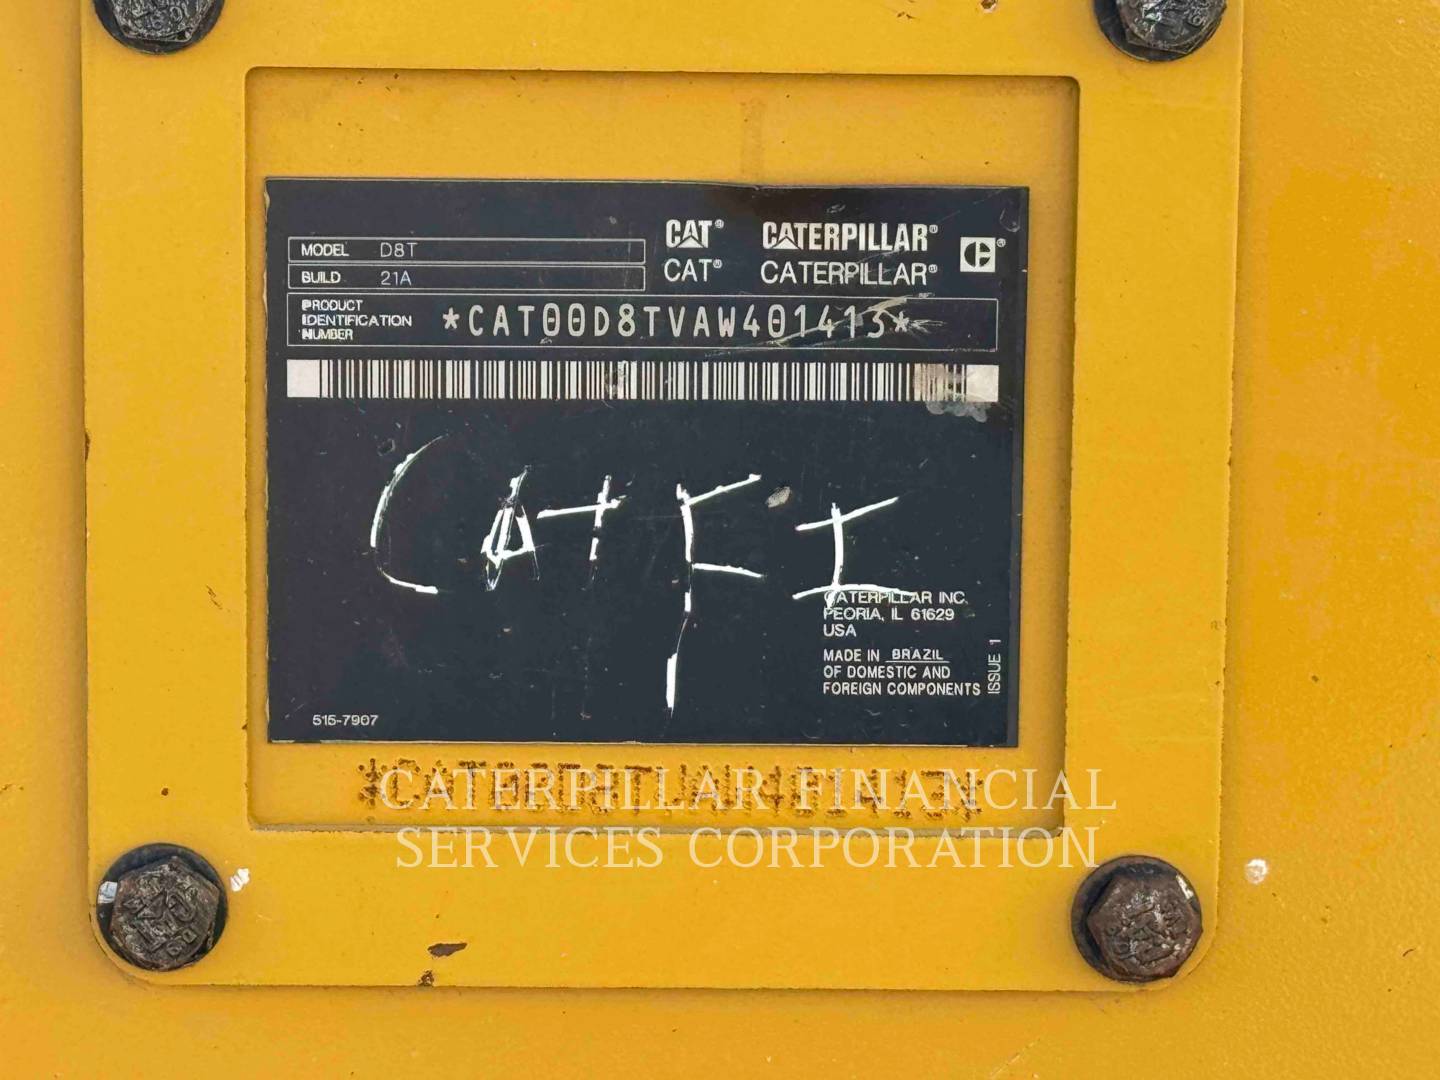 MODEL D8T
BUILD 21A
CAT® CATERPILLAR®
CAT® CATERPILLAR®
PRODUCT
IDENTIFICATION
NUMBER
*CAT00D8TVAW401413*
CATFI
CATERPILLAR INC.
PEORIA, IL 61629
USA
MADE IN BRAZIL
OF DOMESTIC AND
FOREIGN COMPONENTS
ISSUE 1
515-7907
*CAT00D8TVAW401413*
CATERPILLAR FINANCIAL
SERVICES CORPORATION